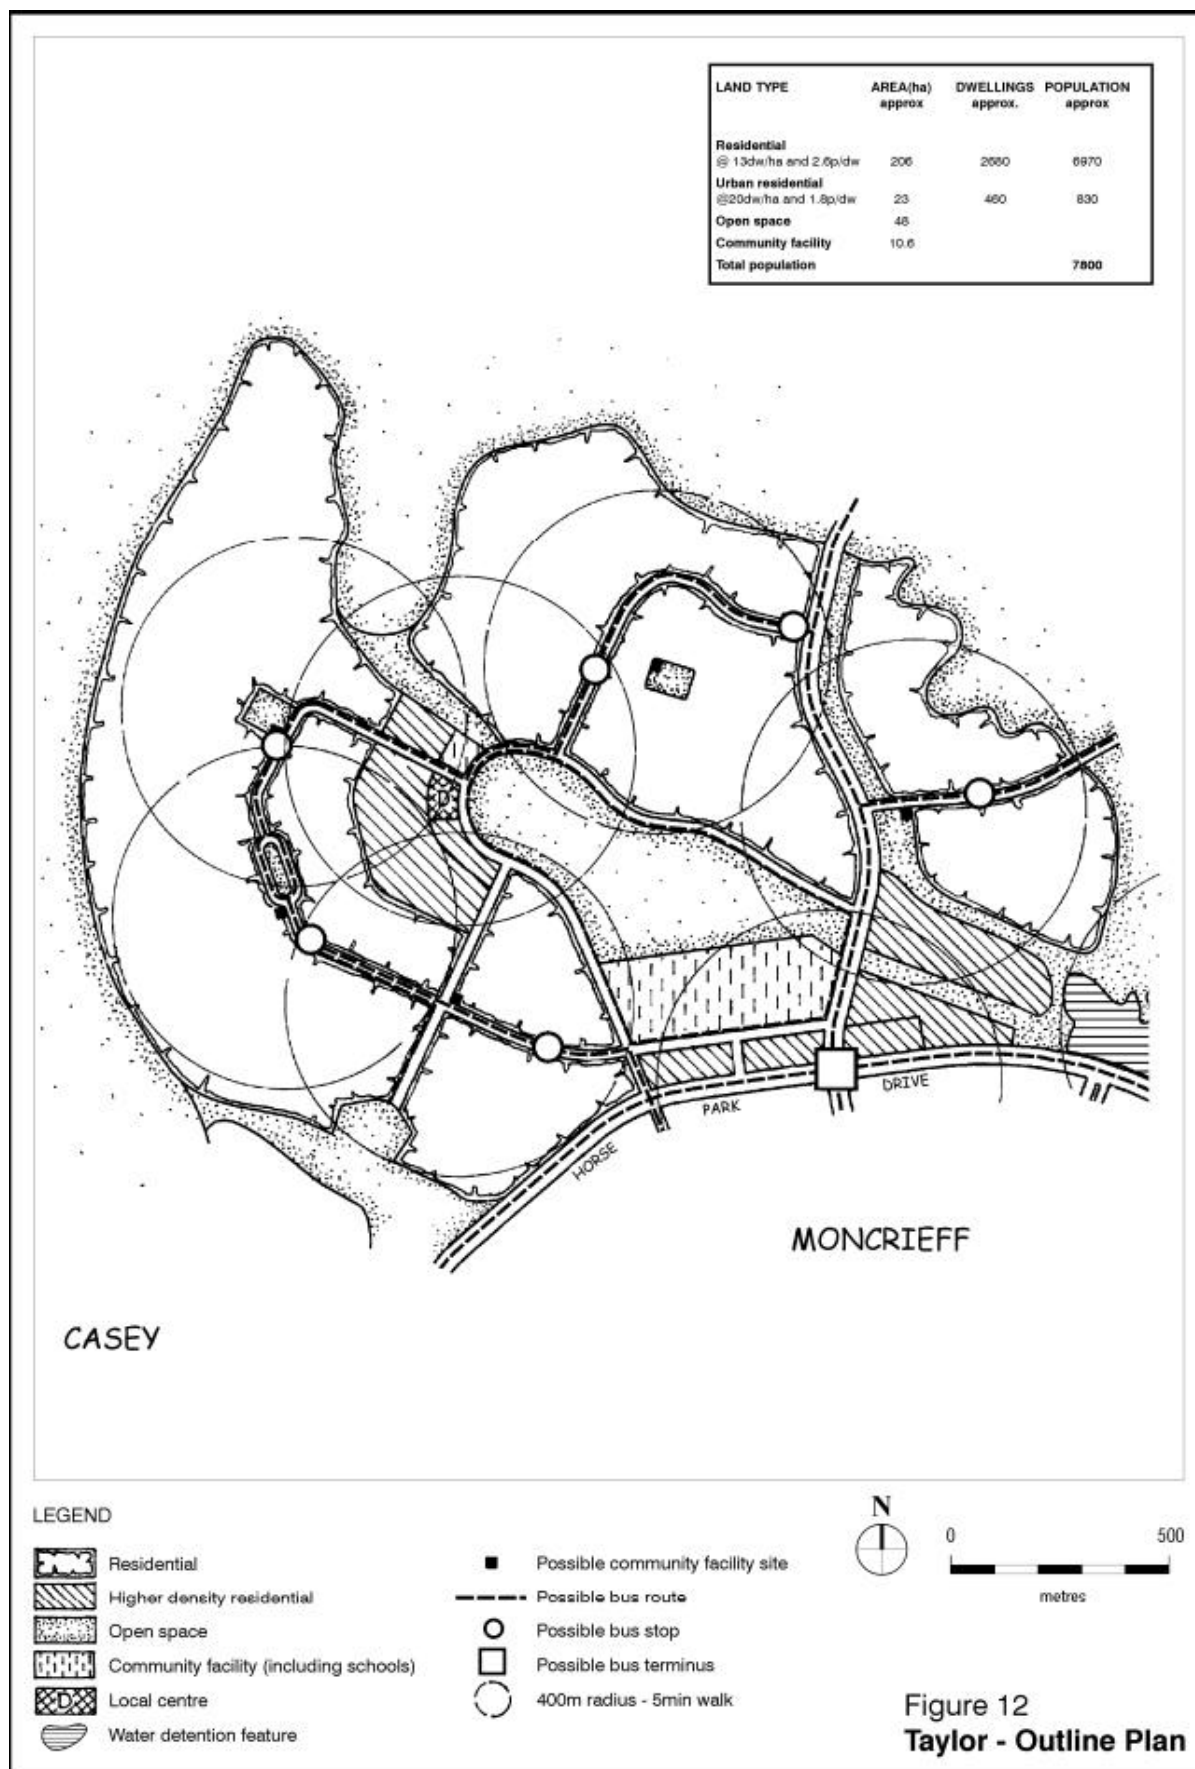 LAND TYPE AREA(ha) approx DWELLINGS approx. POPULATION approx
Residential
@ 13dw/ha and 2.6p/dw 206 2680 6970
Urban residential
@20dw/ha and 1.8p/dw 23 460 830
Open space 48
Community facility 10.6
Total population 7800
D
HORSE PARK DRIVE
MONCRIEFF
CASEY
LEGEND
Residential
Higher density residential
Open space
Community facility (including schools)
D Local centre
Water detention feature
Possible community facility site
Possible bus route
Possible bus stop
Possible bus terminus
400m radius - 5min walk
N
0 500
metres
Figure 12
Taylor - Outline Plan